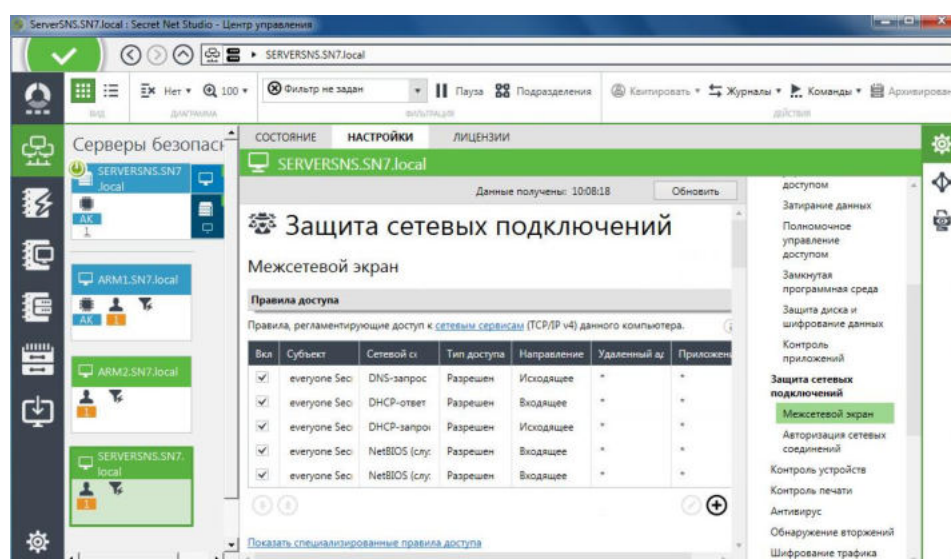 ServerSNS.SN7.local : Secret Net Studio - Центр управления
SERVERSNS.SN7.local
Нет
100
Фильтр не задан
Пауза
Подразделения
Квитировать
Журналы
Команды
Архивирован
ВИД
ДИАГРАММА
ФИЛЬТРАЦИЯ
ДЕЙСТВИЯ
Серверы безопасн
SERVERSNS.SN7
.local
АК
1
ARM1.SN7.local
АК
1
ARM2.SN7.local
1
SERVERSNS.SN7.
local
1
СОСТОЯНИЕ НАСТРОЙКИ ЛИЦЕНЗИИ
SERVERSNS.SN7.local
Данные получены: 10:08:18
Обновить
Защита сетевых подключений
Межсетевой экран
Правила доступа
Правила, регламентирующие доступ к сетевым сервисам (TCP/IP v4) данного компьютера.
Вкл Субъект Сетевой се Тип доступа Направление Удаленный ад Приложени
everyone Sec DNS-запрос Разрешен Исходящее * *
everyone Sec DHCP-ответ Разрешен Входящее * *
everyone Sec DHCP-запро Разрешен Исходящее * *
everyone Sec NetBIOS (слу: Разрешен Входящее * *
everyone Sec NetBIOS (слу: Разрешен Входящее * *
Показать специализированные правила доступа
доступом
Затирание данных
Полномочное
управление
доступом
Замкнутая
программная среда
Защита диска и
шифрование данных
Контроль
приложений
Защита сетевых
подключений
Межсетевой экран
Авторизация сетевых
соединений
Контроль устройств
Контроль печати
Антивирус
Обнаружение вторжений
Шифрование трафика